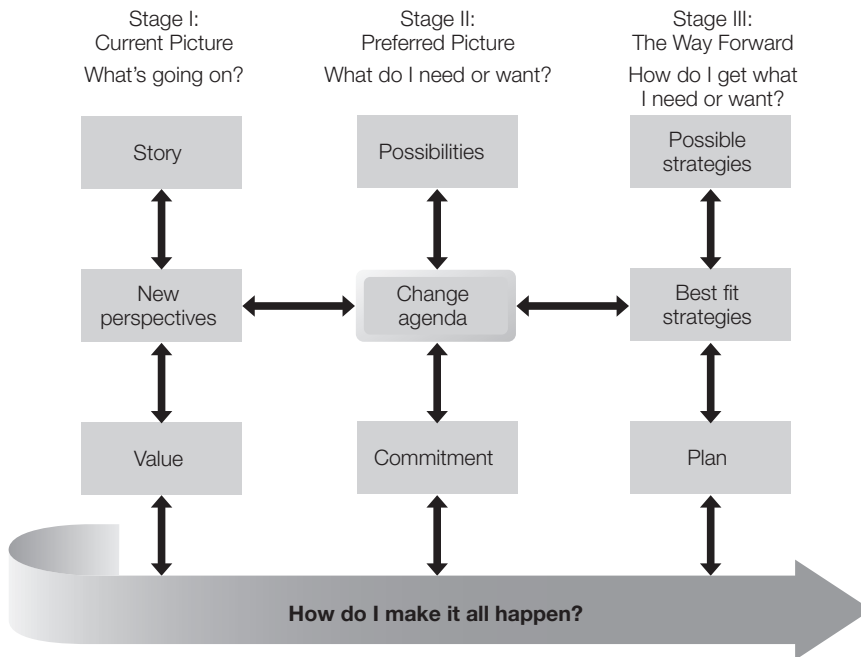 Stage I:
Current Picture
What's going on?
Stage II:
Preferred Picture
What do I need or want?
Stage III:
The Way Forward
How do I get what
I need or want?
Story
Possibilities
Possible
strategies
New
perspectives
Change
agenda
Best fit
strategies
Value
Commitment
Plan
How do I make it all happen?